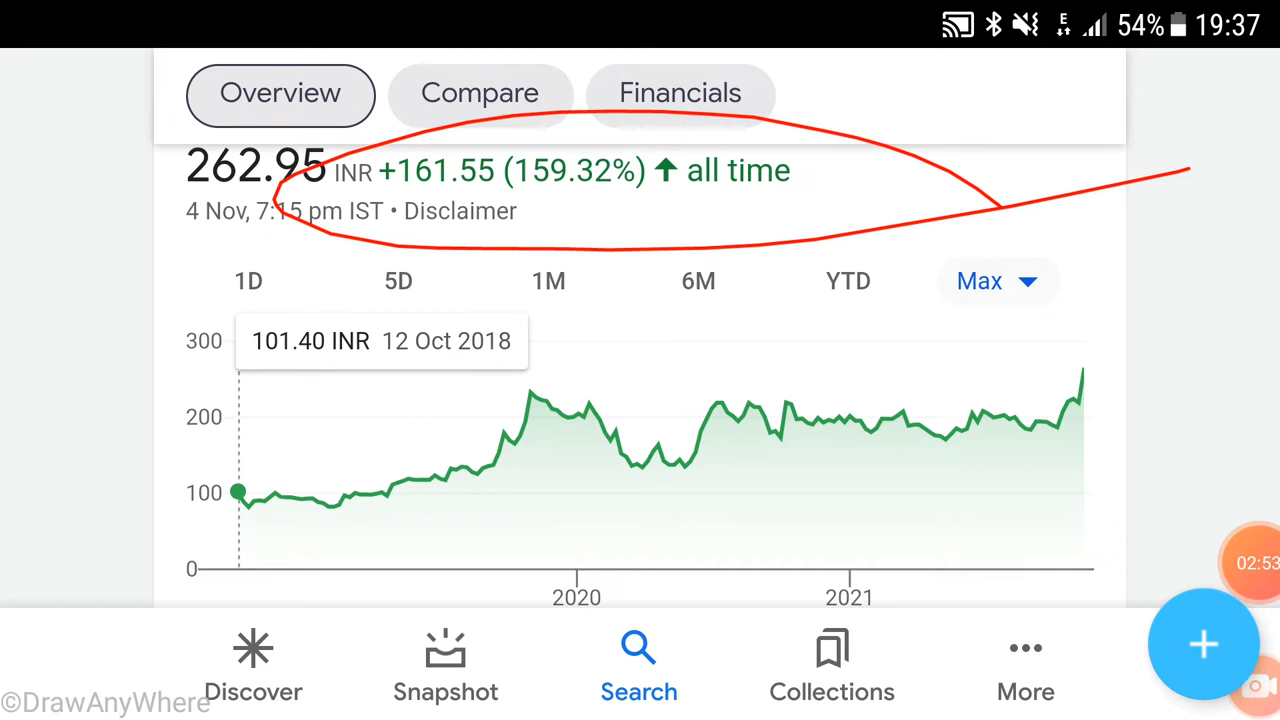 E 54% 19:37
Overview Compare Financials
262.95 INR +161.55 (159.32%) ↑ all time
4 Nov, 7:15 pm IST • Disclaimer
1D 5D 1M 6M YTD Max
300
101.40 INR 12 Oct 2018
200
100
0
2020 2021
02:53
Discover Snapshot Search Collections More
©DrawAnyWhere